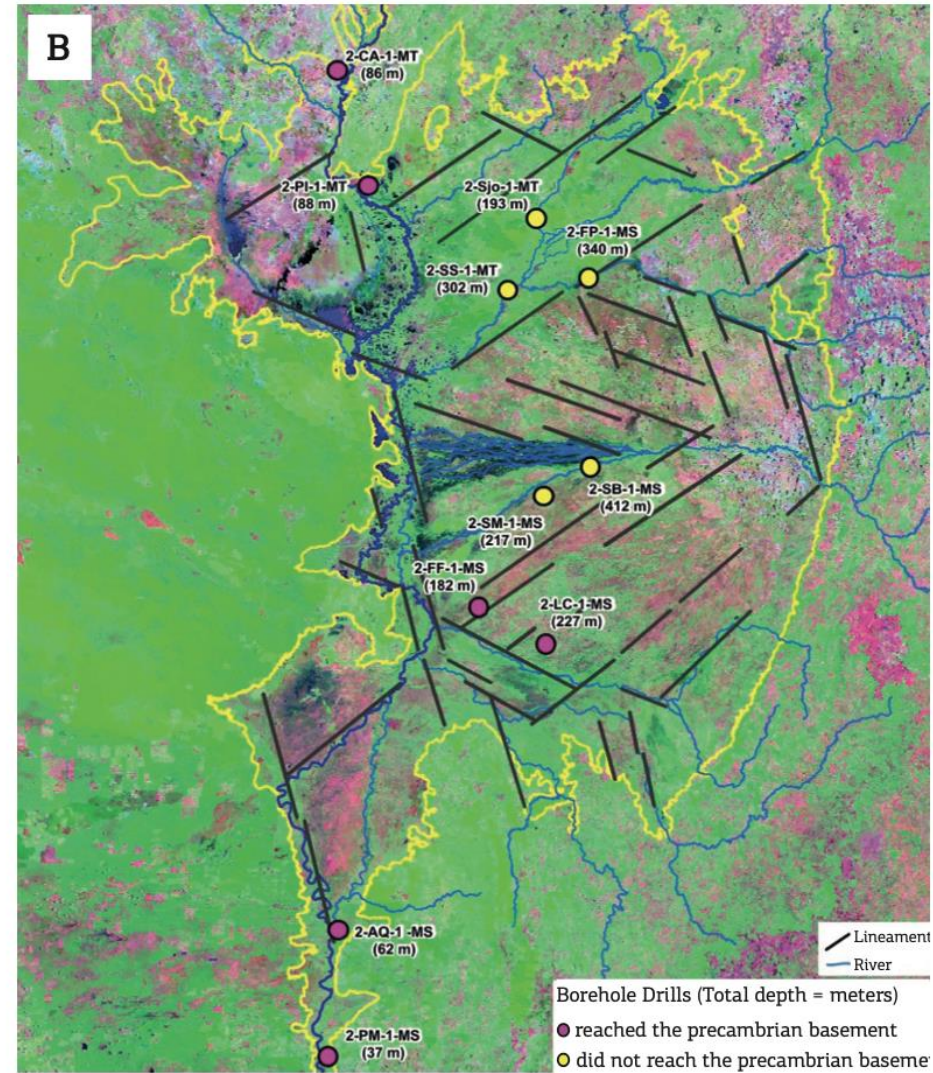 B
2-CA-1-MT
(86 m)
2-PI-1-MT
(88 m)
2-Sjo-1-MT
(193 m)
2-FP-1-MS
(340 m)
2-SS-1-MT
(302 m)
2-SB-1-MS
(412 m)
2-SM-1-MS
(217 m)
2-FF-1-MS
(182 m)
2-LC-1-MS
(227 m)
2-AQ-1 -MS
(62 m)
2-PM-1-MS
(37 m)
Lineament
River
Borehole Drills (Total depth = meters)
reached the precambrian basement
did not reach the precambrian baseme